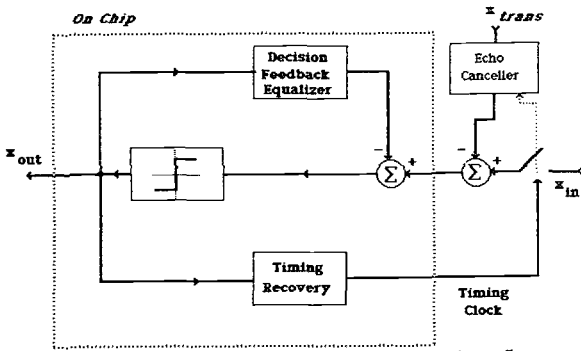 On Chip
x trans
Decision
Feedback
Equalizer
Echo
Canceller
x out
−
Σ
+
−
Σ
+
x in
Timing
Recovery
Timing
Clock